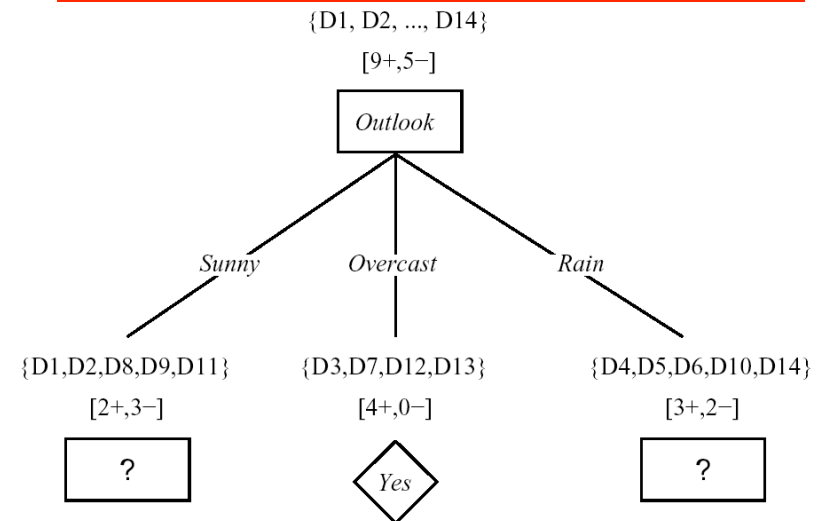 {D1, D2, ..., D14}
[9+,5−]
Outlook
Sunny
Overcast
Rain
{D1,D2,D8,D9,D11}
{D3,D7,D12,D13}
{D4,D5,D6,D10,D14}
[2+,3−]
[4+,0−]
[3+,2−]
?
Yes
?